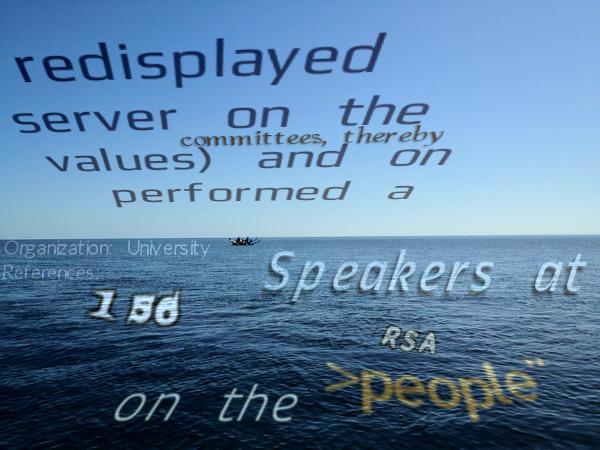 redisplayed
server on the
committees, thereby
values) and on
performed a
Organization: University
References...
Speakers at
156
RSA
>people"
on the